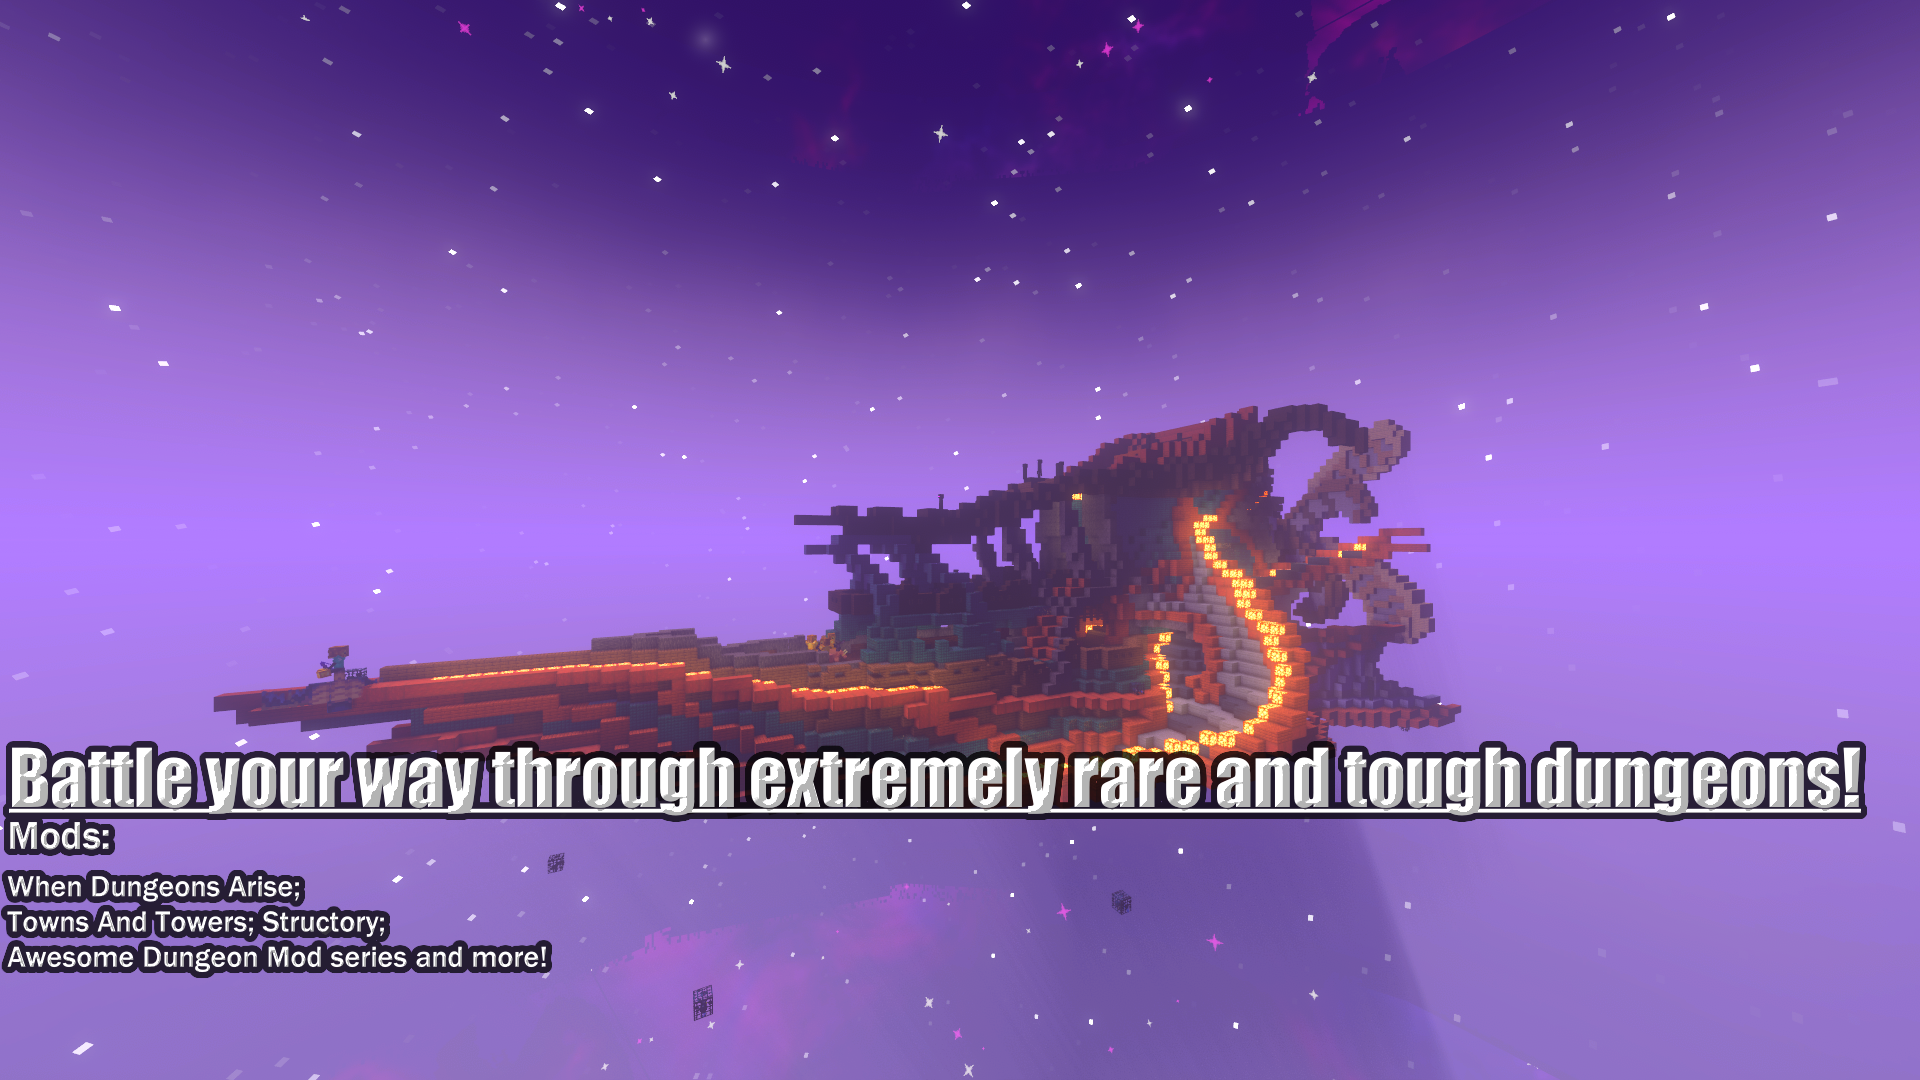 Battle your way through extremely rare and tough dungeons!
Mods:
When Dungeons Arise;
Towns And Towers; Structory;
Awesome Dungeon Mod series and more!